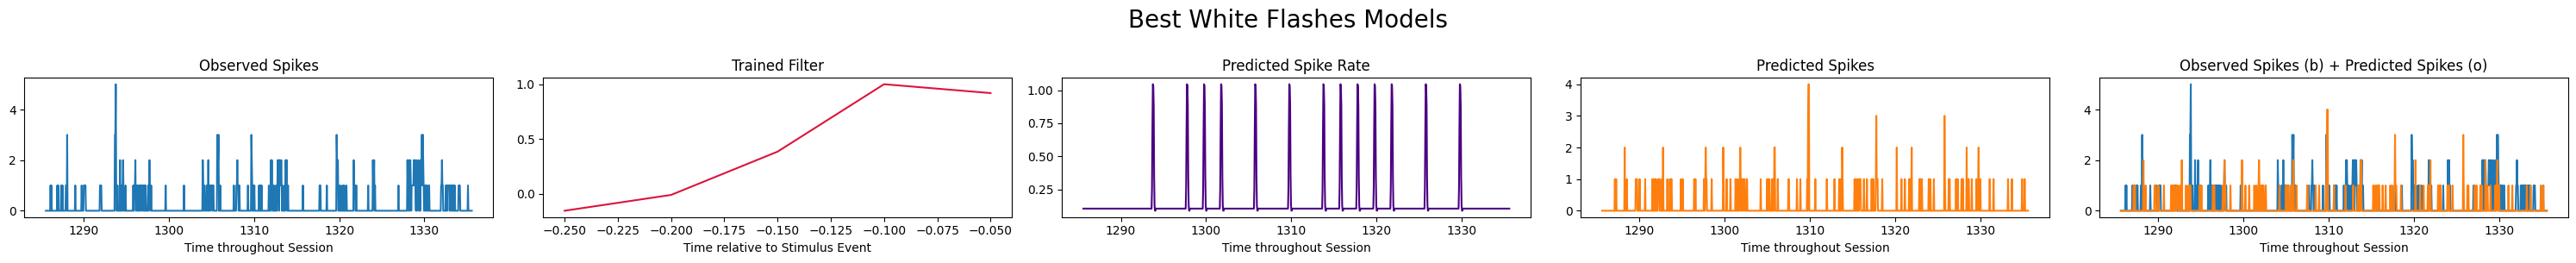 Best White Flashes Models
Observed Spikes
4
2
0
1290 1300 1310 1320 1330
Time throughout Session
Trained Filter
1.0
0.5
0.0
−0.250 −0.225 −0.200 −0.175 −0.150 −0.125 −0.100 −0.075 −0.050
Time relative to Stimulus Event
Predicted Spike Rate
1.00
0.75
0.50
0.25
1290 1300 1310 1320 1330
Time throughout Session
Predicted Spikes
4
3
2
1
0
1290 1300 1310 1320 1330
Time throughout Session
Observed Spikes (b) + Predicted Spikes (o)
4
2
0
1290 1300 1310 1320 1330
Time throughout Session